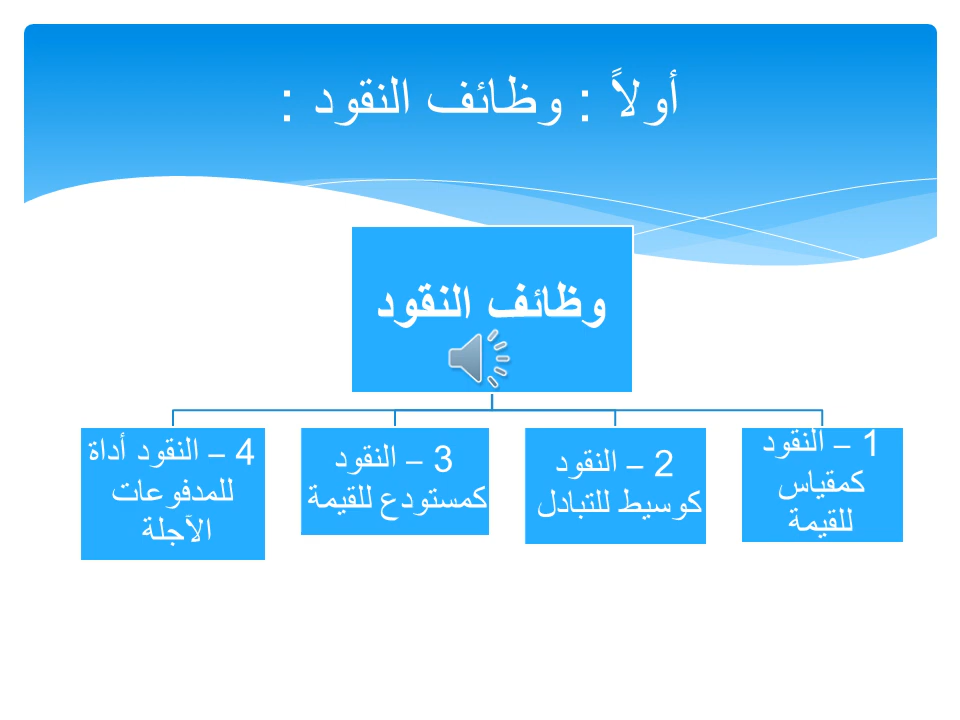 أولاً : وظائف النقود :
وظائف النقود
1 – النقود
كمقياس
للقيمة
2 – النقود
كوسيط للتبادل
3 – النقود
كمستودع للقيمة
4 – النقود أداة
للمدفوعات
الآجلة